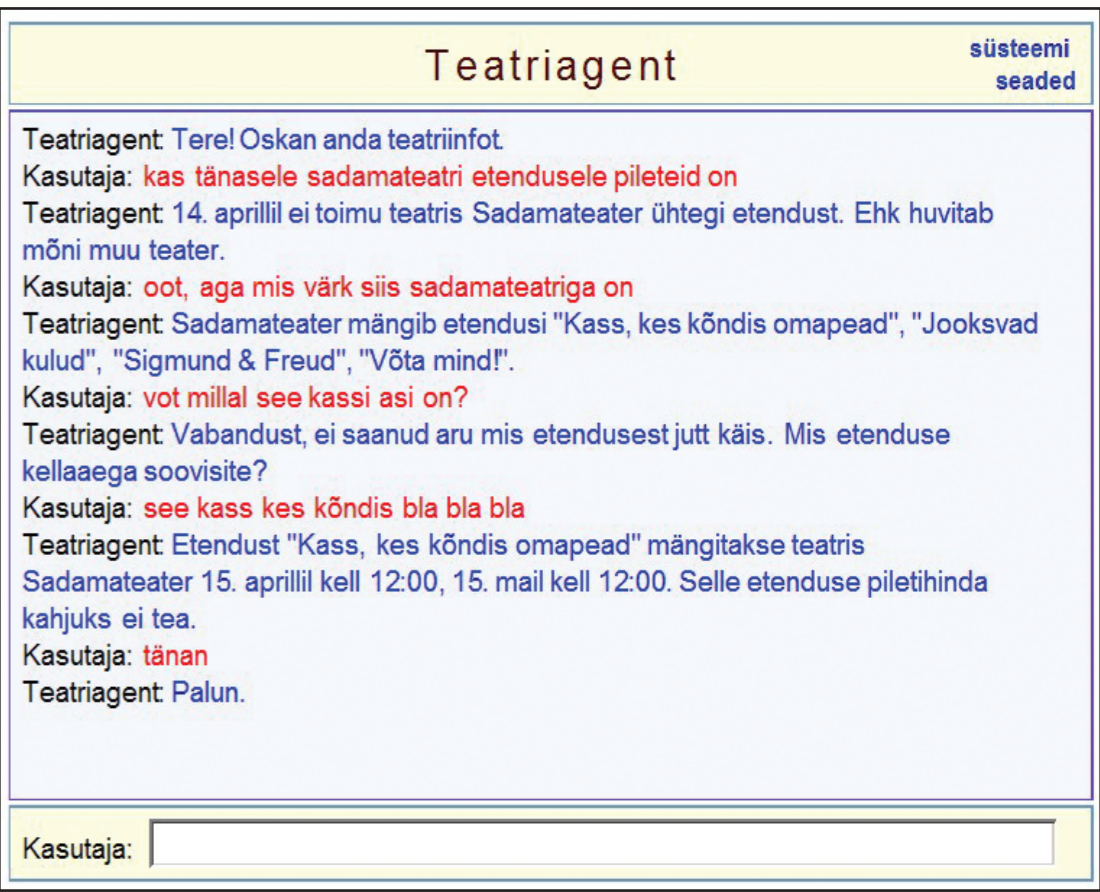 Teatriagent
süsteemi
seaded
Teatriagent: Tere! Oskan anda teatriinfot.
Kasutaja: kas tänasele sadamateatri etendusele pileteid on
Teatriagent: 14. aprillil ei toimu teatris Sadamateater ühtegi etendust. Ehk huvitab
mõni muu teater.
Kasutaja: oot, aga mis värk siis sadamateatriga on
Teatriagent: Sadamateater mängib etendusi "Kass, kes kõndis omapead", "Jooksvad
kulud", "Sigmund & Freud", "Võta mind!".
Kasutaja: vot millal see kassi asi on?
Teatriagent: Vabandust, ei saanud aru mis etendusest jutt käis. Mis etenduse
kellaaega soovisite?
Kasutaja: see kass kes kõndis bla bla bla
Teatriagent: Etendust "Kass, kes kõndis omapead" mängitakse teatris
Sadamateater 15. aprillil kell 12:00, 15. mail kell 12:00. Selle etenduse piletihinda
kahjuks ei tea.
Kasutaja: tänan
Teatriagent: Palun.
Kasutaja: